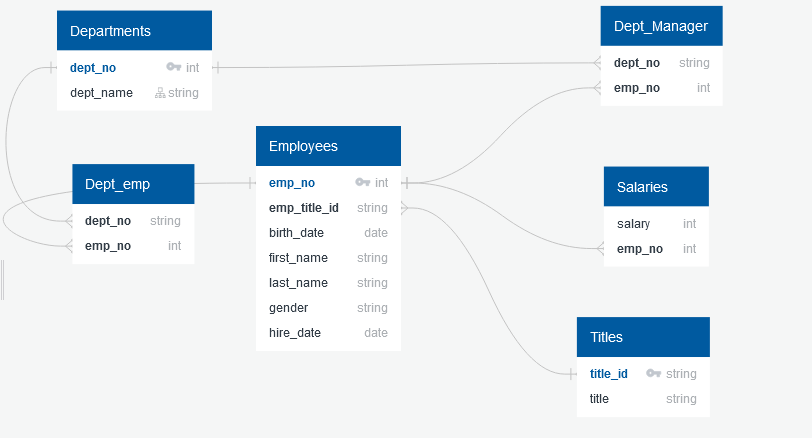 Departments
dept_no int
dept_name string
Dept_Manager
dept_no string
emp_no int
Employees
emp_no int
emp_title_id string
birth_date date
first_name string
last_name string
gender string
hire_date date
Dept_emp
dept_no string
emp_no int
Salaries
salary int
emp_no int
Titles
title_id string
title string